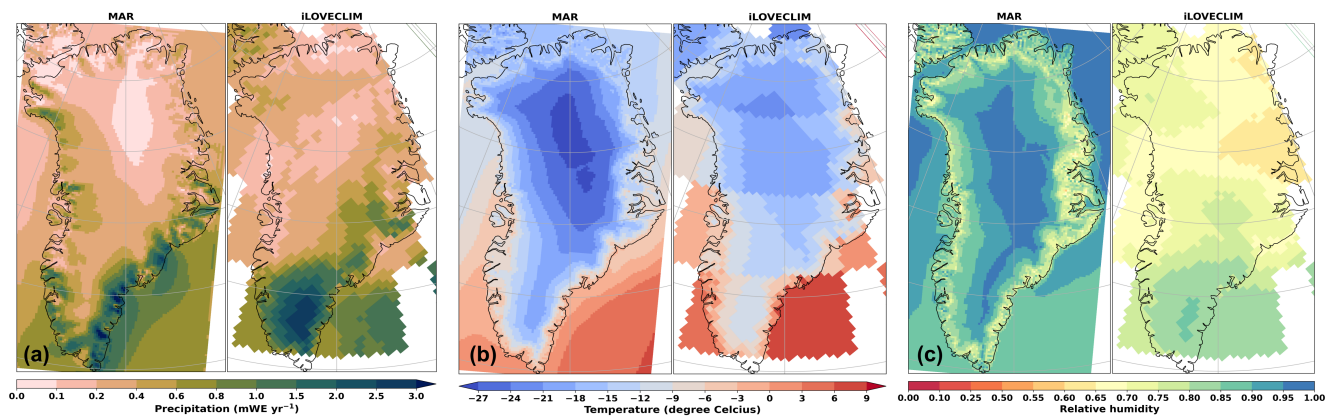 MAR iLOVECLIM MAR iLOVECLIM MAR iLOVECLIM
(a) (b) (c)
0.0 0.1 0.2 0.3 0.4 0.5 0.8 1.0 1.5 2.0 2.5 3.0
Precipitation (mWE yr⁻¹)
−27 −24 −21 −18 −15 −12 −9 −6 −3 0 3 6 9
Temperature (degree Celcius)
0.00 0.10 0.25 0.50 0.55 0.60 0.65 0.70 0.75 0.80 0.85 0.90 0.95 1.00
Relative humidity